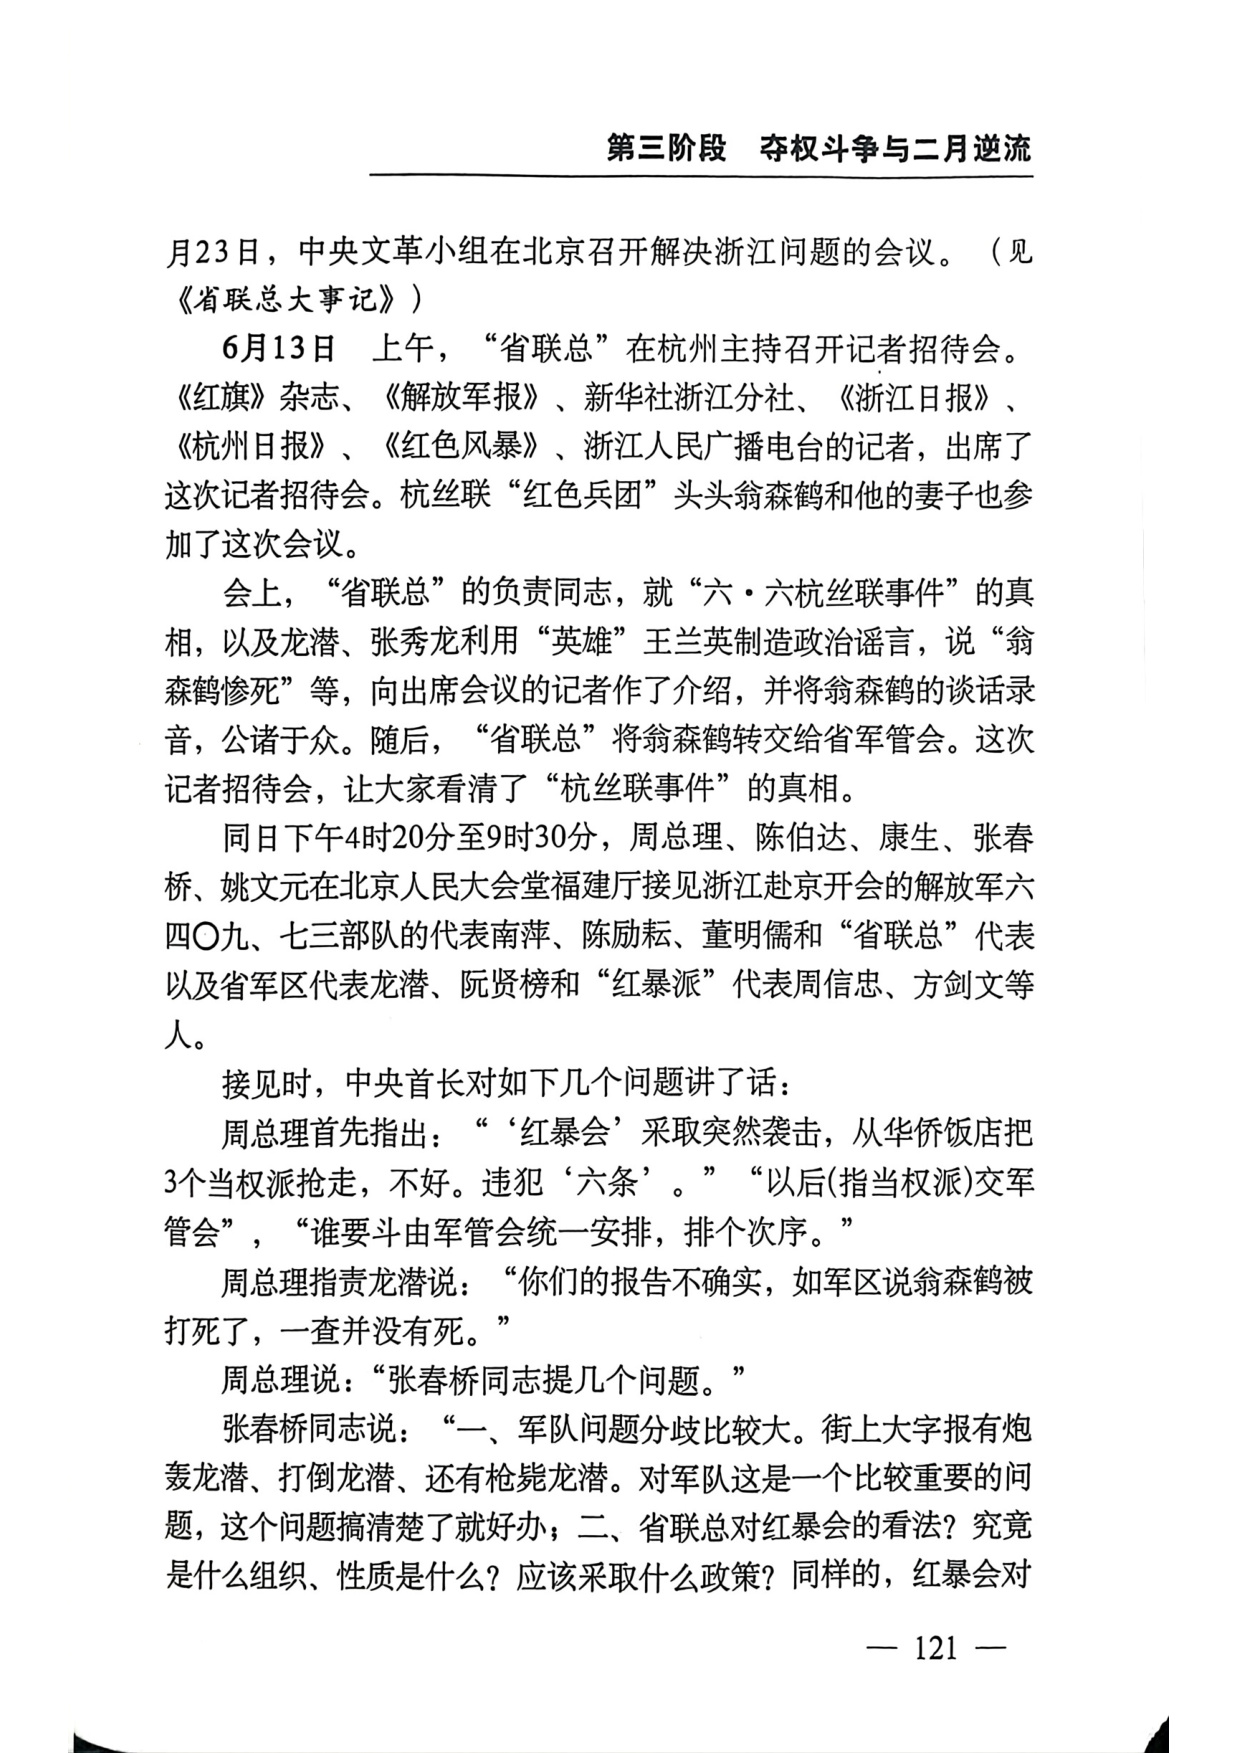 第三阶段　夺权斗争与二月逆流
月23日，中央文革小组在北京召开解决浙江问题的会议。（见
《省联总大事记》）
6月13日　上午，“省联总”在杭州主持召开记者招待会。
《红旗》杂志、《解放军报》、新华社浙江分社、《浙江日报》、
《杭州日报》、《红色风暴》、浙江人民广播电台的记者，出席了
这次记者招待会。杭丝联“红色兵团”头头翁森鹤和他的妻子也参
加了这次会议。
会上，“省联总”的负责同志，就“六·六杭丝联事件”的真
相，以及龙潜、张秀龙利用“英雄”王兰英制造政治谣言，说“翁
森鹤惨死”等，向出席会议的记者作了介绍，并将翁森鹤的谈话录
音，公诸于众。随后，“省联总”将翁森鹤转交给省军管会。这次
记者招待会，让大家看清了“杭丝联事件”的真相。
同日下午4时20分至9时30分，周总理、陈伯达、康生、张春
桥、姚文元在北京人民大会堂福建厅接见浙江赴京开会的解放军六
四〇九、七三部队的代表南萍、陈励耘、董明儒和“省联总”代表
以及省军区代表龙潜、阮贤榜和“红暴派”代表周信忠、方剑文等
人。
接见时，中央首长对如下几个问题讲了话：
周总理首先指出：“‘红暴会’采取突然袭击，从华侨饭店把
3个当权派抢走，不好。违犯‘六条’。”“以后(指当权派)交军
管会”，“谁要斗由军管会统一安排，排个次序。”
周总理指责龙潜说：“你们的报告不确实，如军区说翁森鹤被
打死了，一查并没有死。”
周总理说：“张春桥同志提几个问题。”
张春桥同志说：“一、军队问题分歧比较大。街上大字报有炮
轰龙潜、打倒龙潜、还有枪毙龙潜。对军队这是一个比较重要的问
题，这个问题搞清楚了就好办；二、省联总对红暴会的看法？究竟
是什么组织、性质是什么？应该采取什么政策？同样的，红暴会对
— 121 —